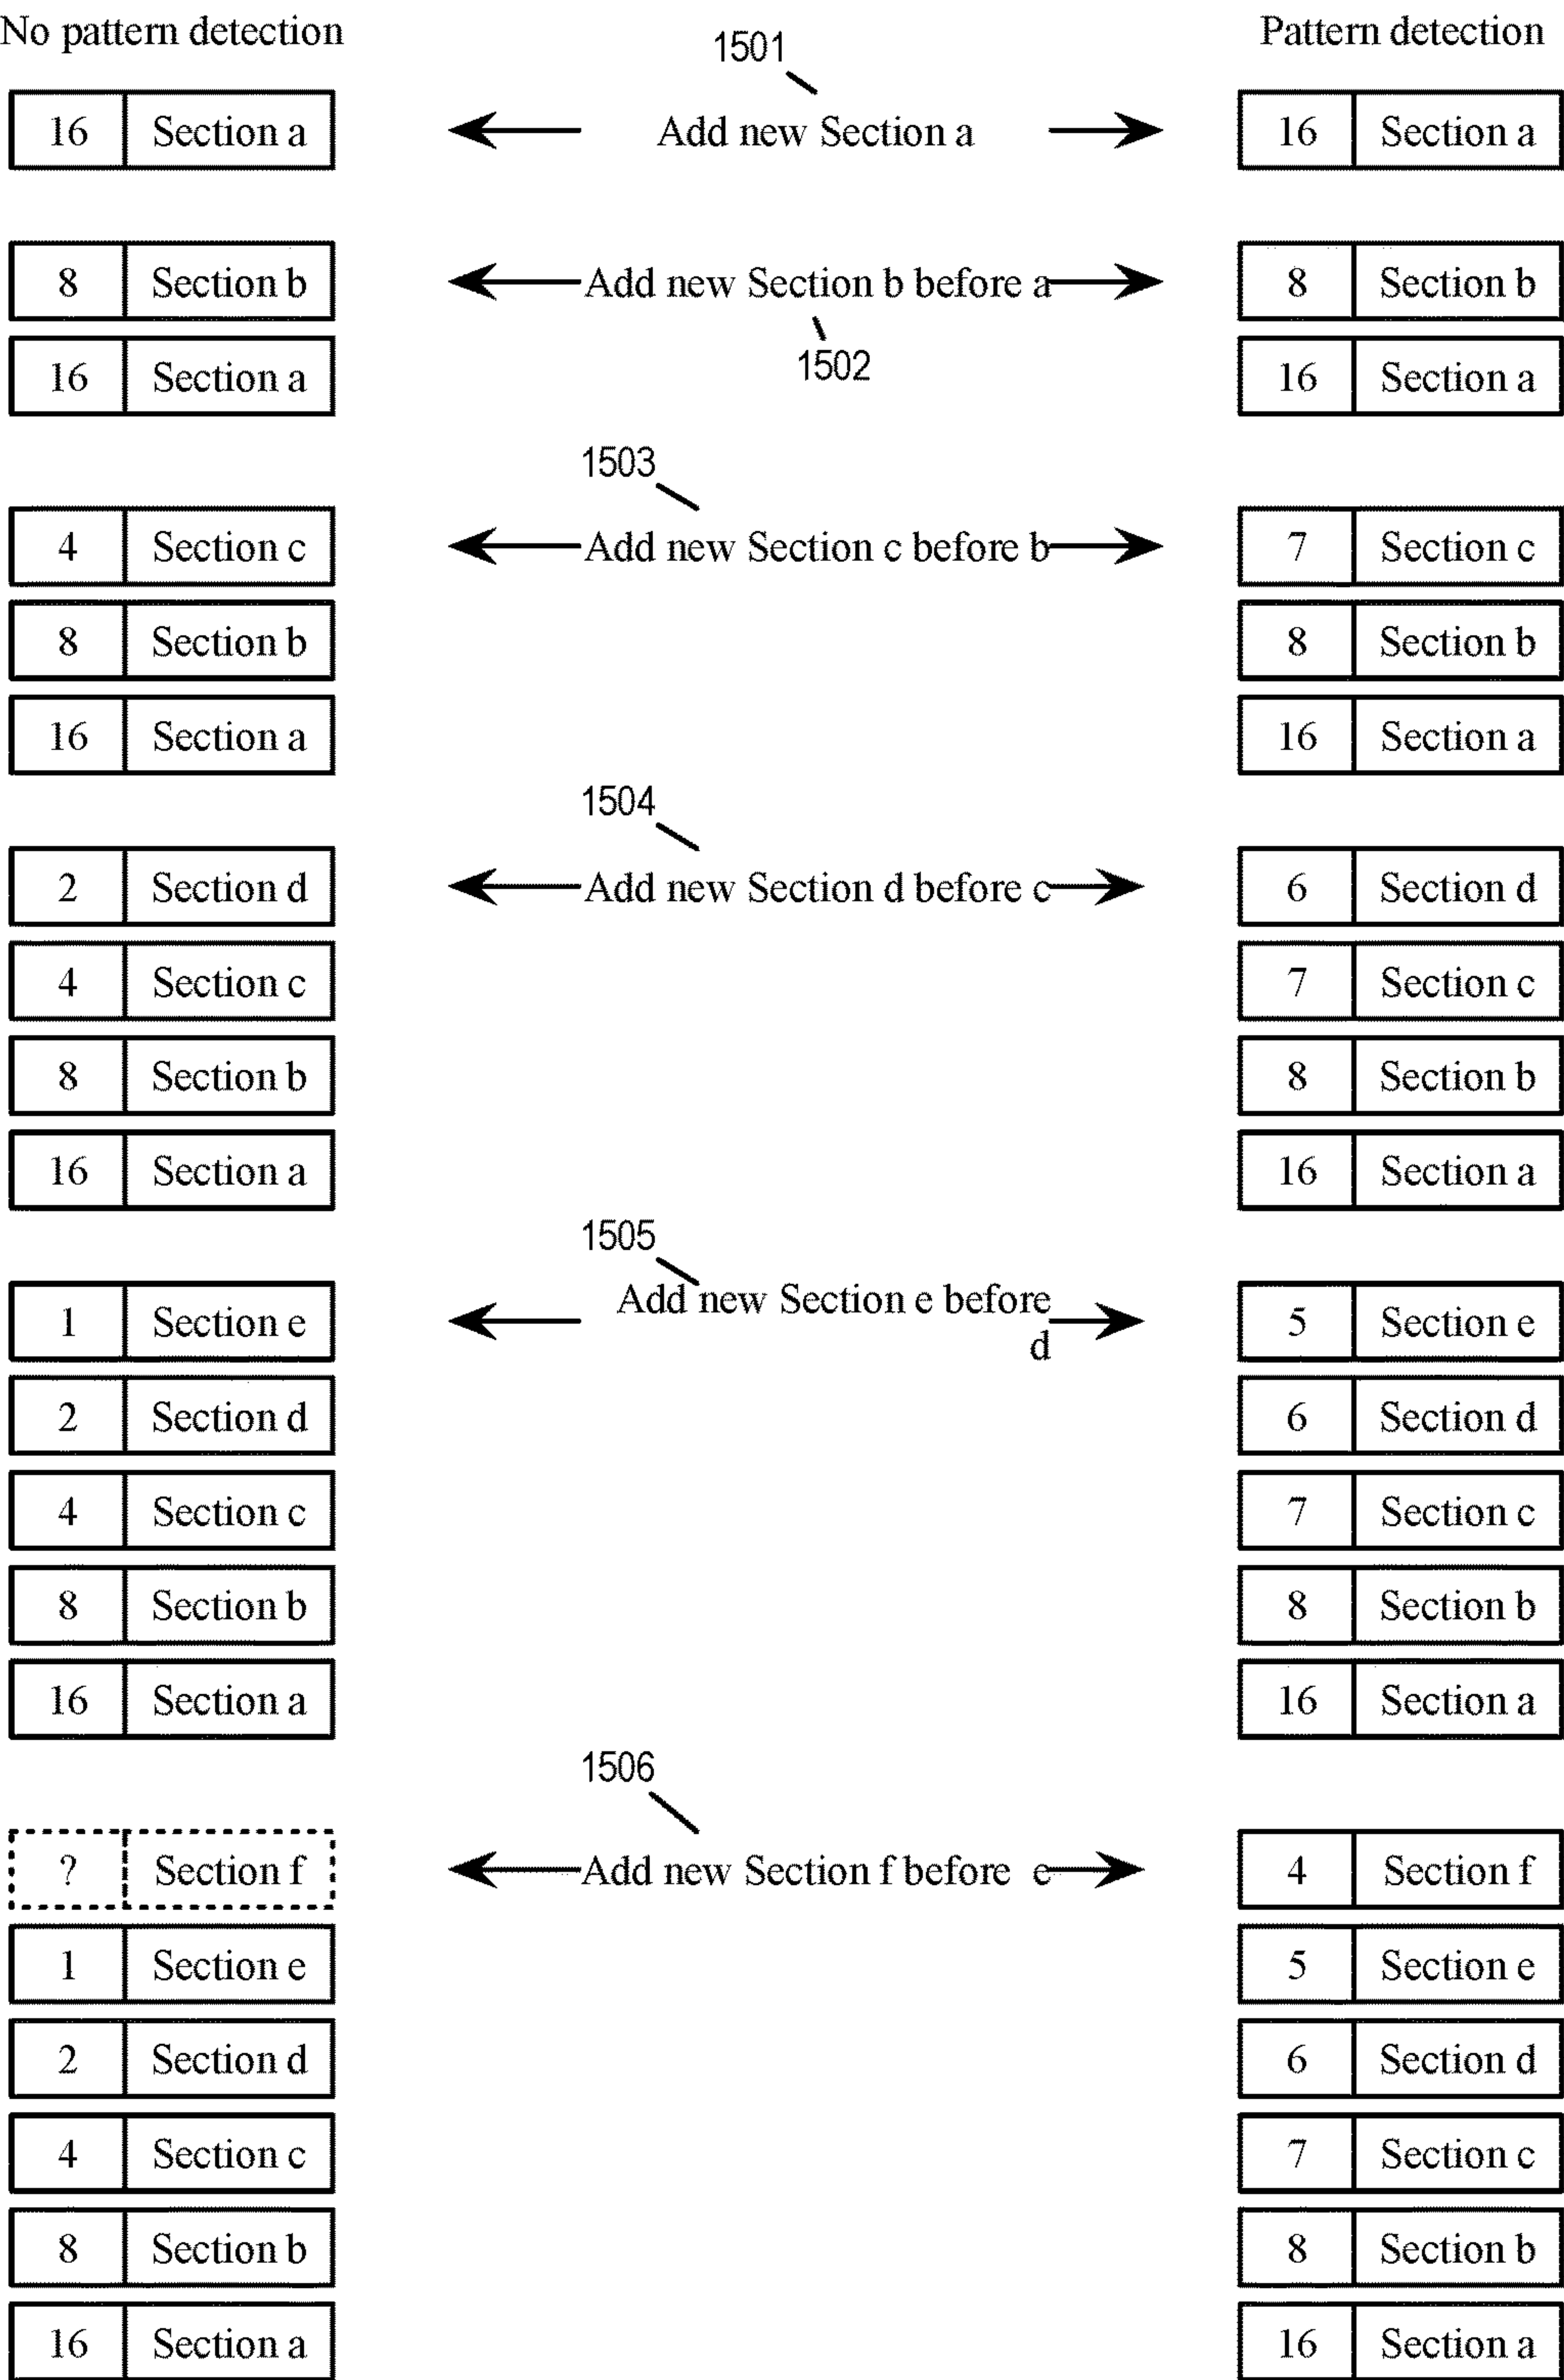 No pattern detection
Pattern detection
1501
16 Section a
Add new Section a
16 Section a
8 Section b
Add new Section b before a
8 Section b
1502
16 Section a
16 Section a
1503
4 Section c
Add new Section c before b
7 Section c
8 Section b
8 Section b
16 Section a
16 Section a
1504
2 Section d
Add new Section d before c
6 Section d
4 Section c
7 Section c
8 Section b
8 Section b
16 Section a
16 Section a
1505
1 Section e
Add new Section e before
d
5 Section e
2 Section d
6 Section d
4 Section c
7 Section c
8 Section b
8 Section b
16 Section a
16 Section a
1506
? Section f
Add new Section f before e
4 Section f
1 Section e
5 Section e
2 Section d
6 Section d
4 Section c
7 Section c
8 Section b
8 Section b
16 Section a
16 Section a